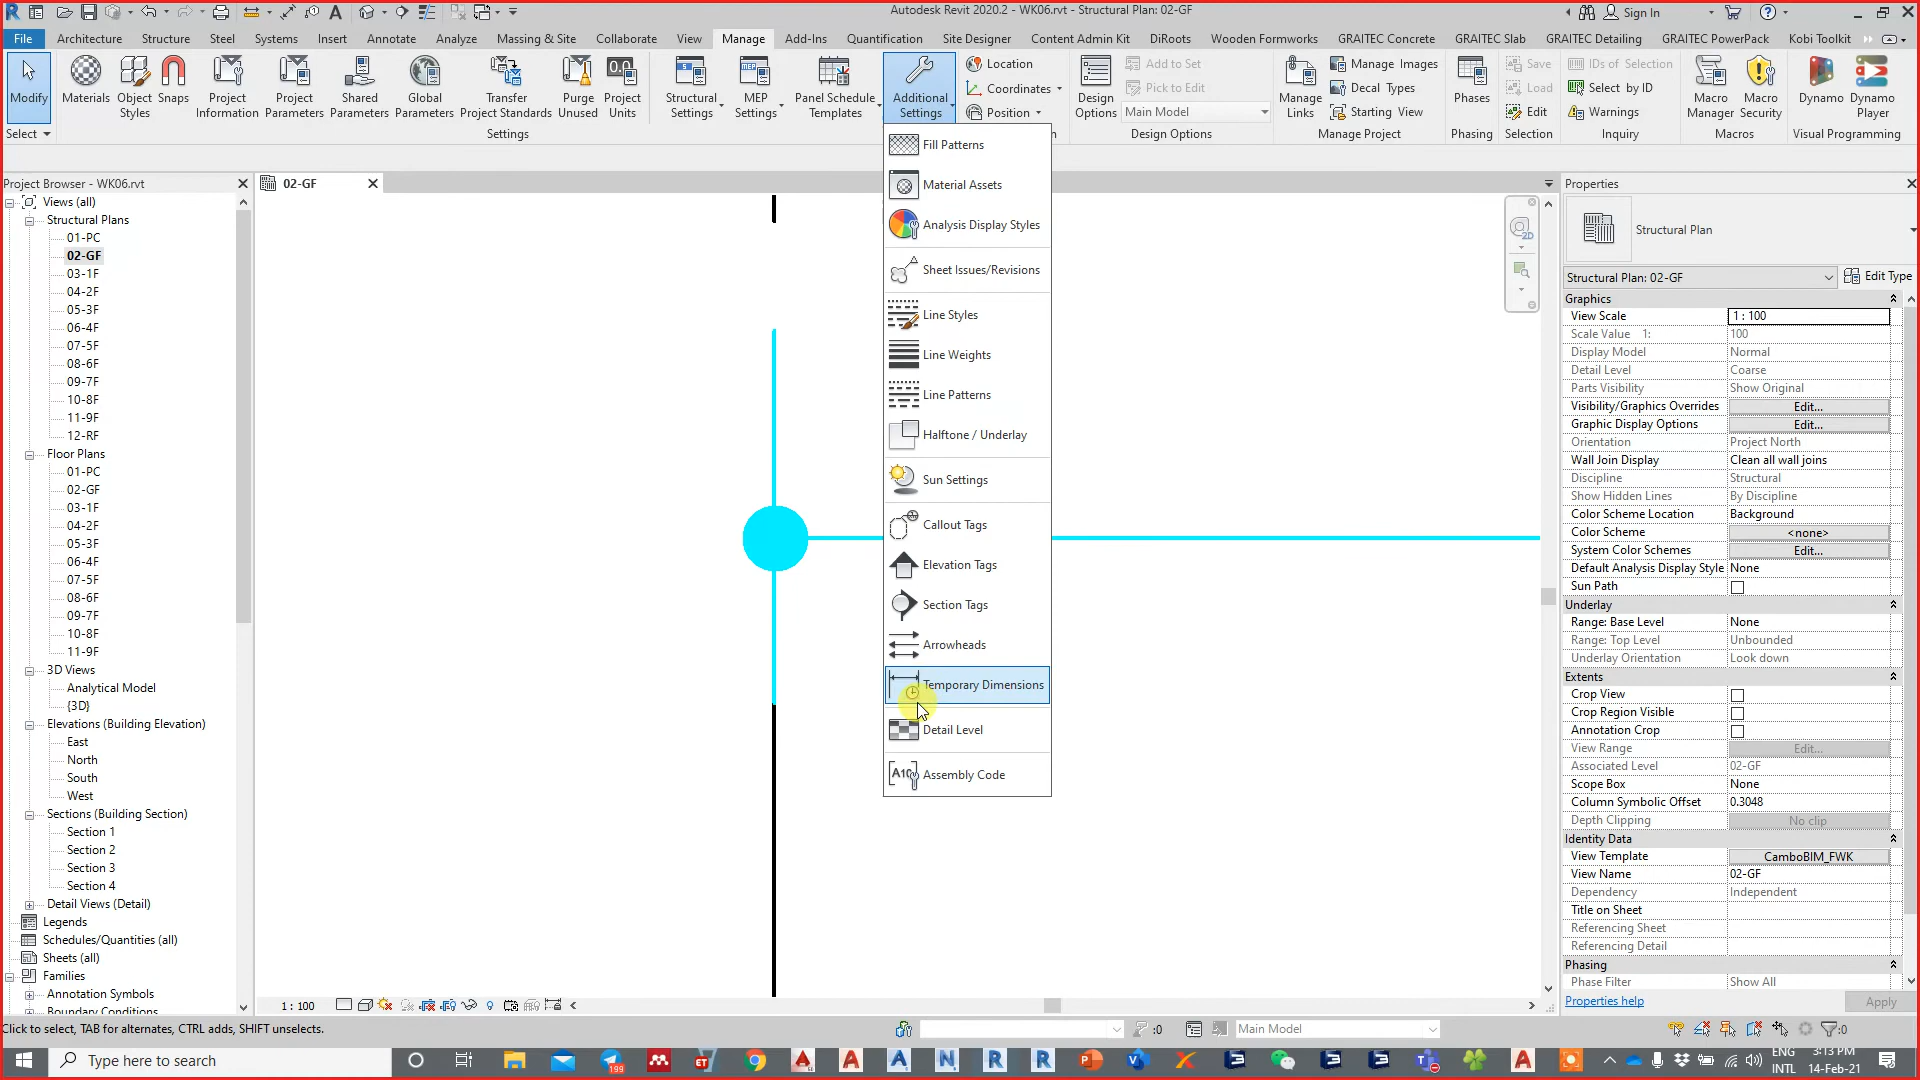 Autodesk Revit 2020.2 - WK06.rvt - Structural Plan: 02-GF
Sign In
File Architecture Structure Steel Systems Insert Annotate Analyze Massing & Site Collaborate View Manage Add-Ins Quantification Site Designer Content Admin Kit DiRoots Wooden Formworks GRAITEC Concrete GRAITEC Slab GRAITEC Detailing GRAITEC PowerPack Kobi Toolkit
Modify
Materials
Object Styles
Snaps
Project Information
Project Parameters
Shared Parameters
Global Parameters
Transfer Project Standards
Purge Unused
Project Units
Structural Settings
MEP Settings
Panel Schedule Templates
Additional Settings
Location
Coordinates
Position
Design Options
Add to Set
Pick to Edit
Main Model
Manage Links
Manage Images
Decal Types
Starting View
Phases
Save
Load
Edit
IDs of Selection
Select by ID
Warnings
Macro Manager
Macro Security
Dynamo
Dynamo Player
Select
Settings
Design Options
Manage Project
Phasing
Selection
Inquiry
Macros
Visual Programming
Project Browser - WK06.rvt
Views (all)
Structural Plans
01-PC
02-GF
03-1F
04-2F
05-3F
06-4F
07-5F
08-6F
09-7F
10-8F
11-9F
12-RF
Floor Plans
01-PC
02-GF
03-1F
04-2F
05-3F
06-4F
07-5F
08-6F
09-7F
10-8F
11-9F
3D Views
Analytical Model
{3D}
Elevations (Building Elevation)
East
North
South
West
Sections (Building Section)
Section 1
Section 2
Section 3
Section 4
Detail Views (Detail)
Legends
Schedules/Quantities (all)
Sheets (all)
Families
Annotation Symbols
Boundary Conditions
02-GF
Fill Patterns
Material Assets
Analysis Display Styles
Sheet Issues/Revisions
Line Styles
Line Weights
Line Patterns
Halftone / Underlay
Sun Settings
Callout Tags
Elevation Tags
Section Tags
Arrowheads
Temporary Dimensions
Detail Level
A10
Assembly Code
2D
Properties
Structural Plan
Structural Plan: 02-GF
Edit Type
Graphics
View Scale 1 : 100
Scale Value 1: 100
Display Model Normal
Detail Level Coarse
Parts Visibility Show Original
Visibility/Graphics Overrides Edit...
Graphic Display Options Edit...
Orientation Project North
Wall Join Display Clean all wall joins
Discipline Structural
Show Hidden Lines By Discipline
Color Scheme Location Background
Color Scheme <none>
System Color Schemes Edit...
Default Analysis Display Style None
Sun Path
Underlay
Range: Base Level None
Range: Top Level Unbounded
Underlay Orientation Look down
Extents
Crop View
Crop Region Visible
Annotation Crop
View Range Edit...
Associated Level 02-GF
Scope Box None
Column Symbolic Offset 0.3048
Depth Clipping No clip
Identity Data
View Template CamboBIM_FWK
View Name 02-GF
Dependency Independent
Title on Sheet
Referencing Sheet
Referencing Detail
Phasing
Phase Filter Show All
Properties help
Apply
1 : 100
Click to select, TAB for alternates, CTRL adds, SHIFT unselects.
:0
Main Model
:0
Type here to search
199
ENG
INTL
3:13 PM
14-Feb-21